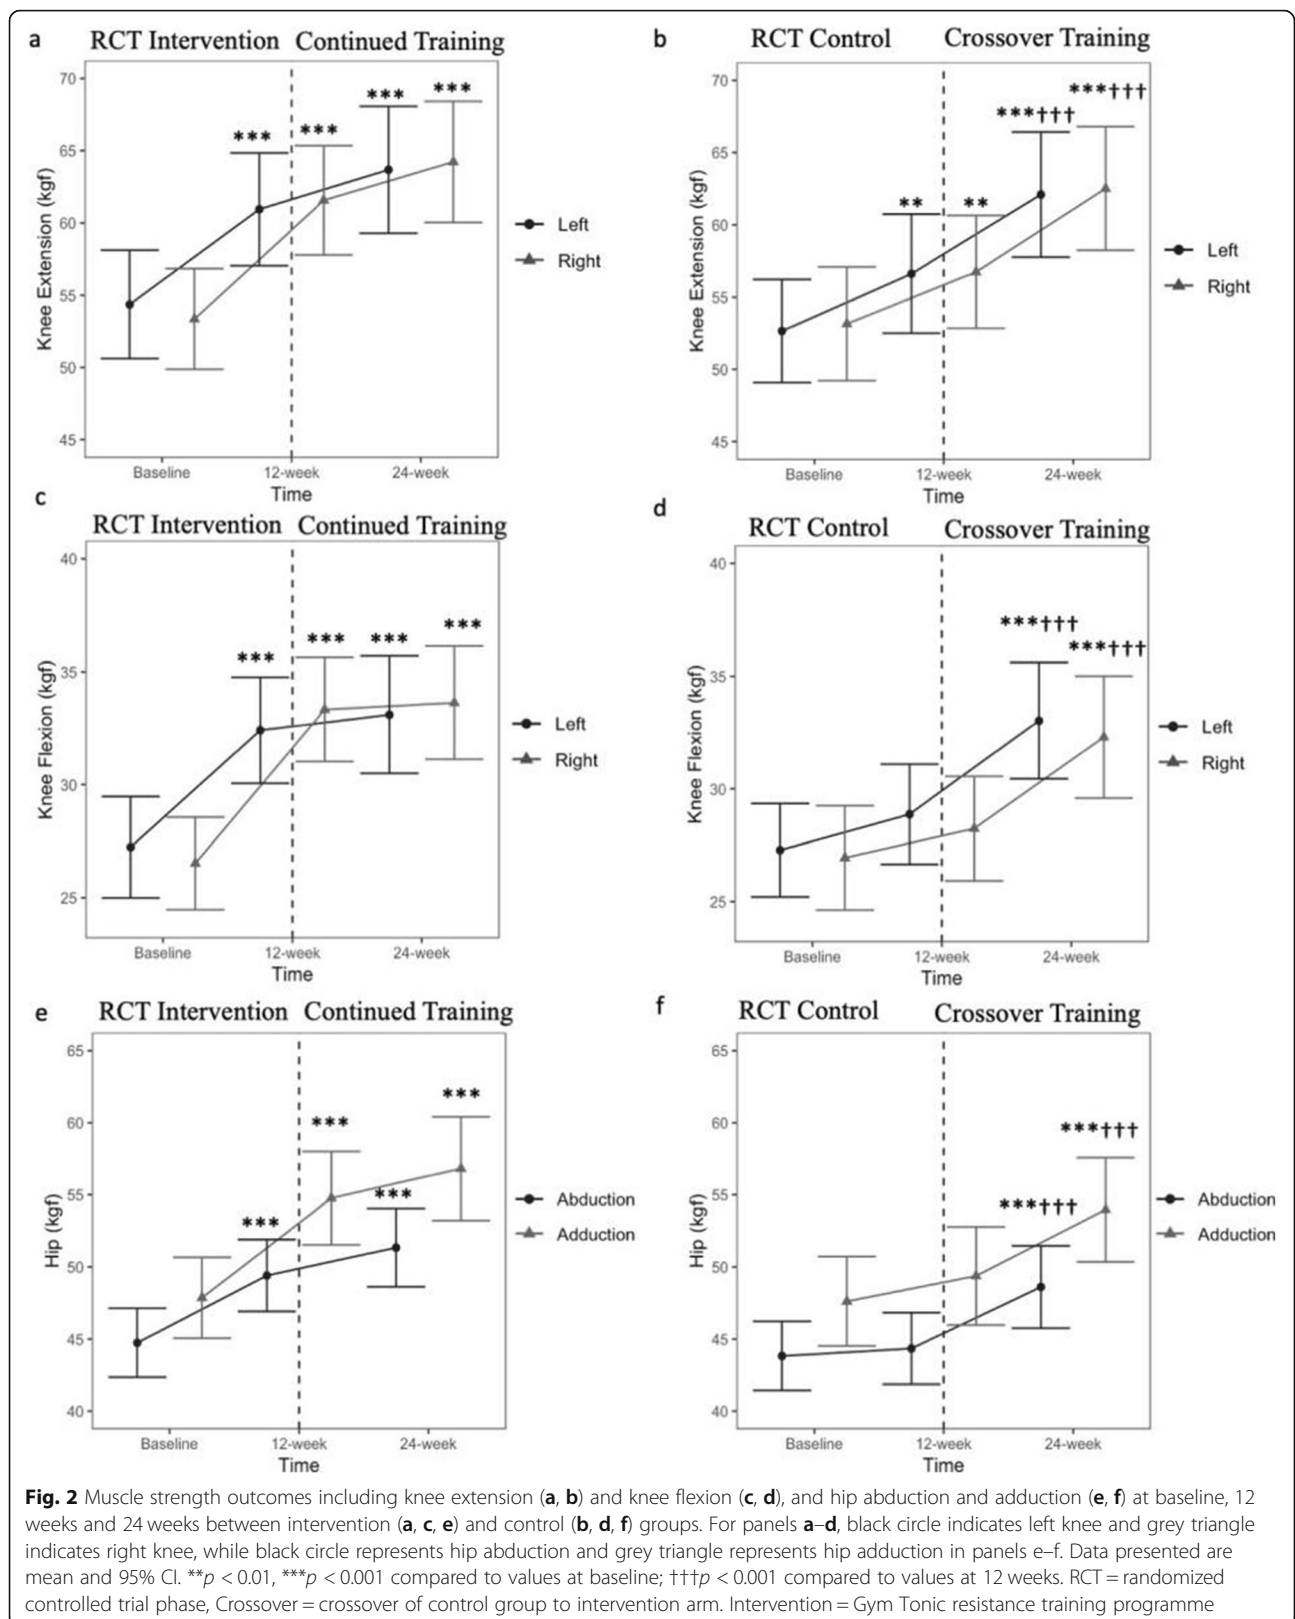 a
RCT Intervention Continued Training
70
65
60
55
50
45
Knee Extension (kgf)
*** *** *** ***
Left
Right
Baseline 12-week 24-week
Time
b
RCT Control Crossover Training
70
65
60
55
50
45
Knee Extension (kgf)
** ** ***††† ***†††
Left
Right
Baseline 12-week 24-week
Time
c
RCT Intervention Continued Training
40
35
30
25
Knee Flexion (kgf)
*** *** *** ***
Left
Right
Baseline 12-week 24-week
Time
d
RCT Control Crossover Training
40
35
30
25
Knee Flexion (kgf)
***††† ***†††
Left
Right
Baseline 12-week 24-week
Time
e
RCT Intervention Continued Training
65
60
55
50
45
40
Hip (kgf)
*** *** *** ***
Abduction
Adduction
Baseline 12-week 24-week
Time
f
RCT Control Crossover Training
65
60
55
50
45
40
Hip (kgf)
***††† ***†††
Abduction
Adduction
Baseline 12-week 24-week
Time
Fig. 2 Muscle strength outcomes including knee extension (a, b) and knee flexion (c, d), and hip abduction and adduction (e, f) at baseline, 12
weeks and 24 weeks between intervention (a, c, e) and control (b, d, f) groups. For panels a–d, black circle indicates left knee and grey triangle
indicates right knee, while black circle represents hip abduction and grey triangle represents hip adduction in panels e–f. Data presented are
mean and 95% CI. **p < 0.01, ***p < 0.001 compared to values at baseline; †††p < 0.001 compared to values at 12 weeks. RCT = randomized
controlled trial phase, Crossover = crossover of control group to intervention arm. Intervention = Gym Tonic resistance training programme